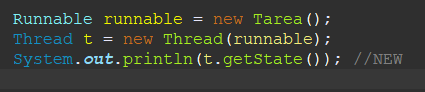 Runnable runnable = new Tarea();
Thread t = new Thread(runnable);
System.out.println(t.getState()); //NEW